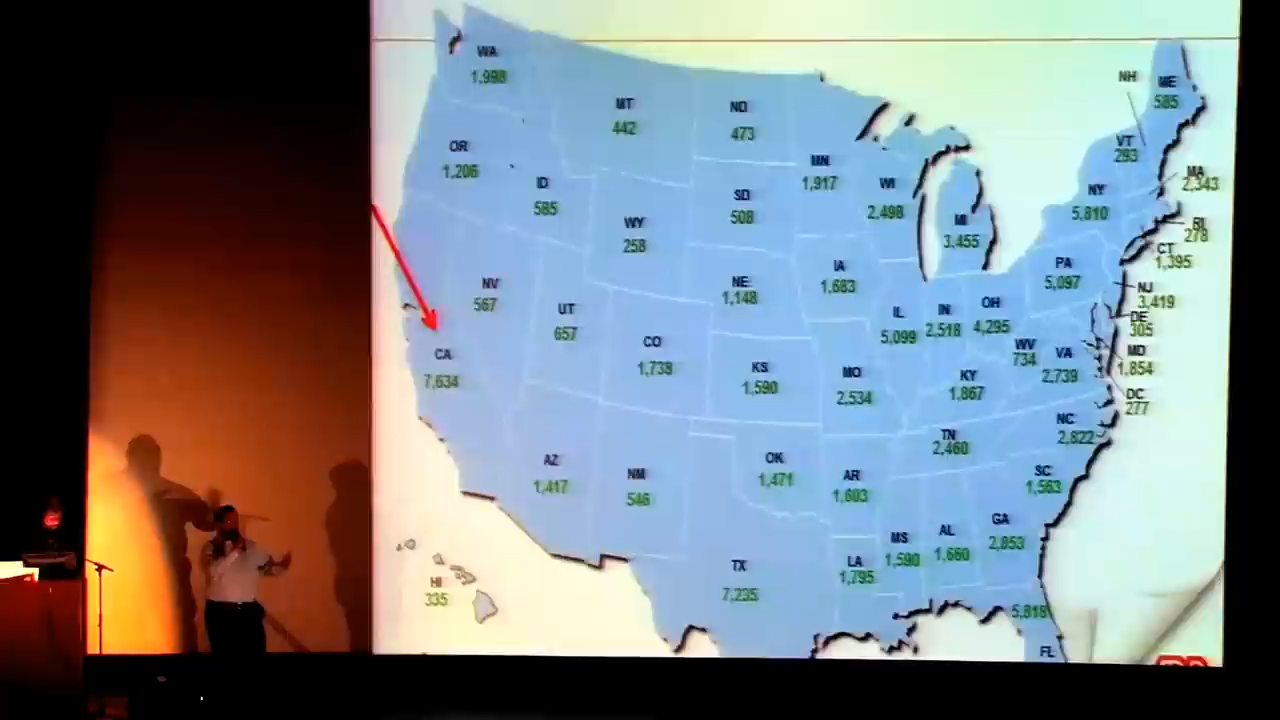 WA
1,998
MT
442
ND
473
NH
ME
585
OR
1,206
ID
585
MN
1,917
WI
2,498
VT
293
MA
2,343
SD
508
NY
5,810
WY
258
MI
3,455
RI
278
CT
1,395
NV
567
UT
657
NE
1,148
IA
1,683
PA
5,097
NJ
3,419
IL
5,099
IN
2,518
OH
4,295
DE
305
CA
7,634
CO
1,738
KS
1,590
MO
2,534
KY
1,867
WV
734
VA
2,739
MD
1,854
DC
277
NC
2,822
TN
2,460
AZ
1,417
NM
546
OK
1,471
AR
1,603
SC
1,563
MS
1,590
AL
1,660
GA
2,853
HI
335
TX
7,235
LA
1,795
5,818
FL